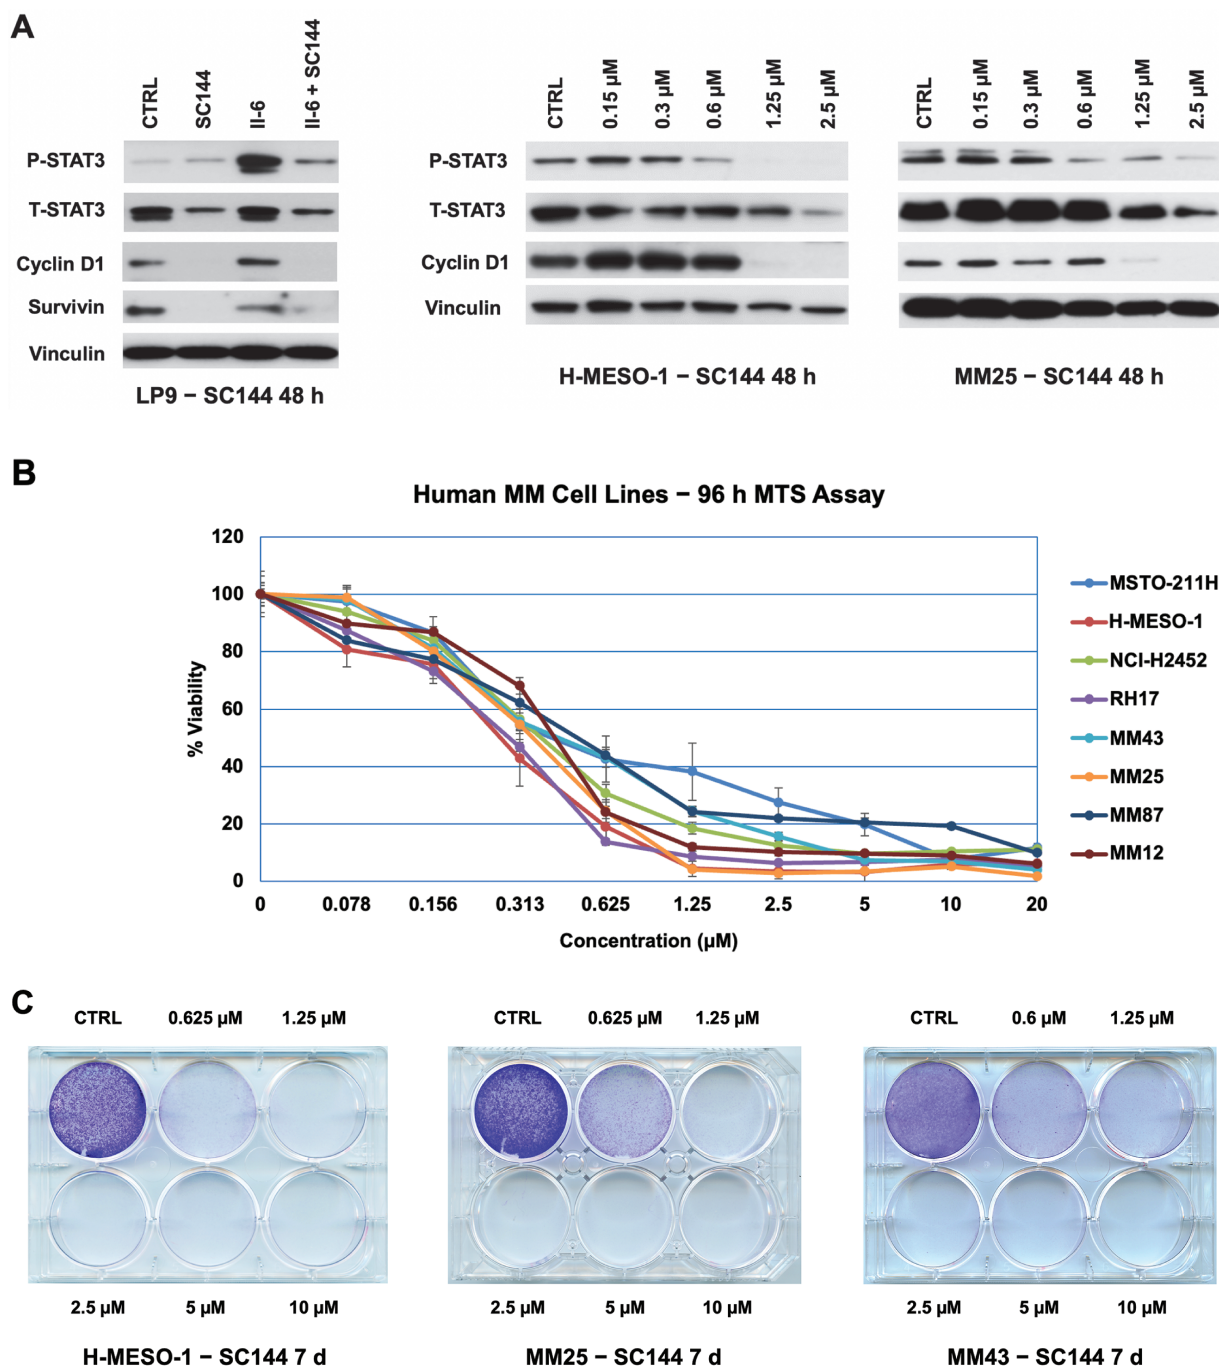 A
CTRL SC144 Il-6 Il-6 + SC144
P-STAT3
T-STAT3
Cyclin D1
Survivin
Vinculin
LP9 – SC144 48 h
CTRL 0.15 µM 0.3 µM 0.6 µM 1.25 µM 2.5 µM
P-STAT3
T-STAT3
Cyclin D1
Vinculin
H-MESO-1 – SC144 48 h
CTRL 0.15 µM 0.3 µM 0.6 µM 1.25 µM 2.5 µM
MM25 – SC144 48 h
B
Human MM Cell Lines – 96 h MTS Assay
% Viability
120
100
80
60
40
20
0
0 0.078 0.156 0.313 0.625 1.25 2.5 5 10 20
Concentration (µM)
MSTO-211H
H-MESO-1
NCI-H2452
RH17
MM43
MM25
MM87
MM12
C
CTRL 0.625 µM 1.25 µM
2.5 µM 5 µM 10 µM
H-MESO-1 – SC144 7 d
CTRL 0.625 µM 1.25 µM
2.5 µM 5 µM 10 µM
MM25 – SC144 7 d
CTRL 0.6 µM 1.25 µM
2.5 µM 5 µM 10 µM
MM43 – SC144 7 d